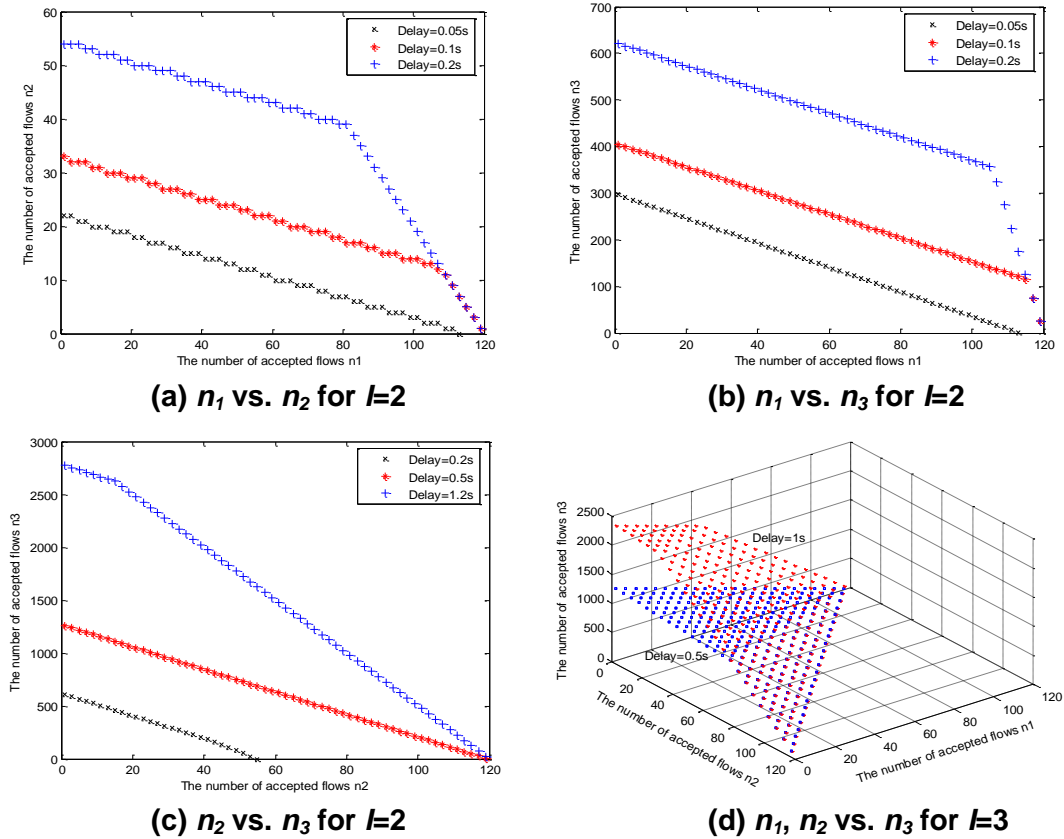 60
50
40
30
20
10
0
0 20 40 60 80 100 120
The number of accepted flows n2
The number of accepted flows n1
Delay=0.05s
Delay=0.1s
Delay=0.2s
(a) n1 vs. n2 for l=2
700
600
500
400
300
200
100
0
0 20 40 60 80 100 120
The number of accepted flows n3
The number of accepted flows n1
Delay=0.05s
Delay=0.1s
Delay=0.2s
(b) n1 vs. n3 for l=2
3000
2500
2000
1500
1000
500
0
0 20 40 60 80 100 120
The number of accepted flows n3
The number of accepted flows n2
Delay=0.2s
Delay=0.5s
Delay=1.2s
(c) n2 vs. n3 for l=2
2500
2000
1500
1000
500
0
0
20
40
60
80
100
120
0
20
40
60
80
100
120
The number of accepted flows n3
The number of accepted flows n2
The number of accepted flows n1
Delay=1s
Delay=0.5s
(d) n1, n2 vs. n3 for l=3